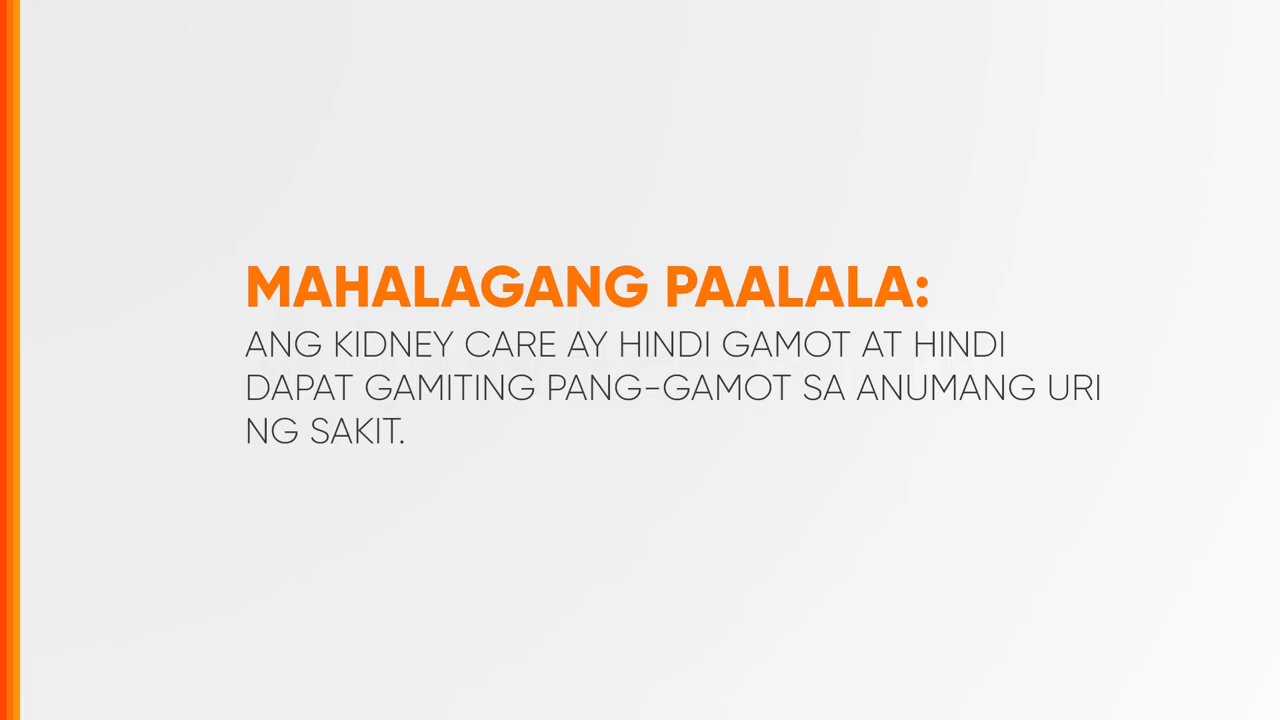 MAHALAGANG PAALALA:
ANG KIDNEY CARE AY HINDI GAMOT AT HINDI
DAPAT GAMITING PANG-GAMOT SA ANUMANG URI
NG SAKIT.